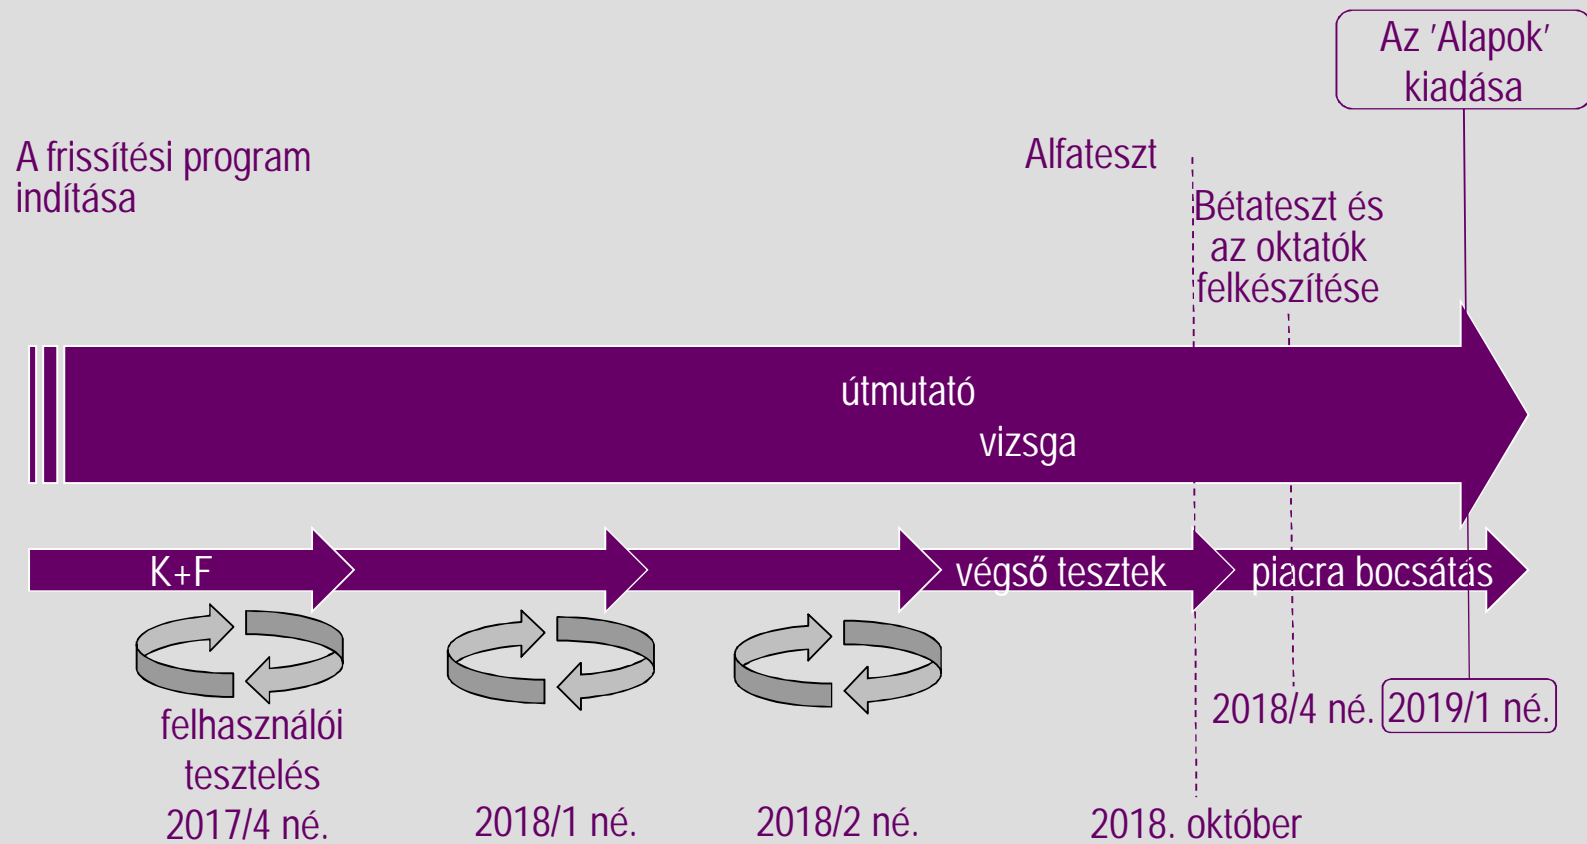 Az 'Alapok'
kiadása
A frissítési program
indítása
Alfateszt
Bétateszt és
az oktatók
felkészítése
útmutató
vizsga
K+F
végső tesztek
piacra bocsátás
felhasználói
tesztelés
2017/4 né.
2018/1 né.
2018/2 né.
2018. október
2018/4 né.
2019/1 né.